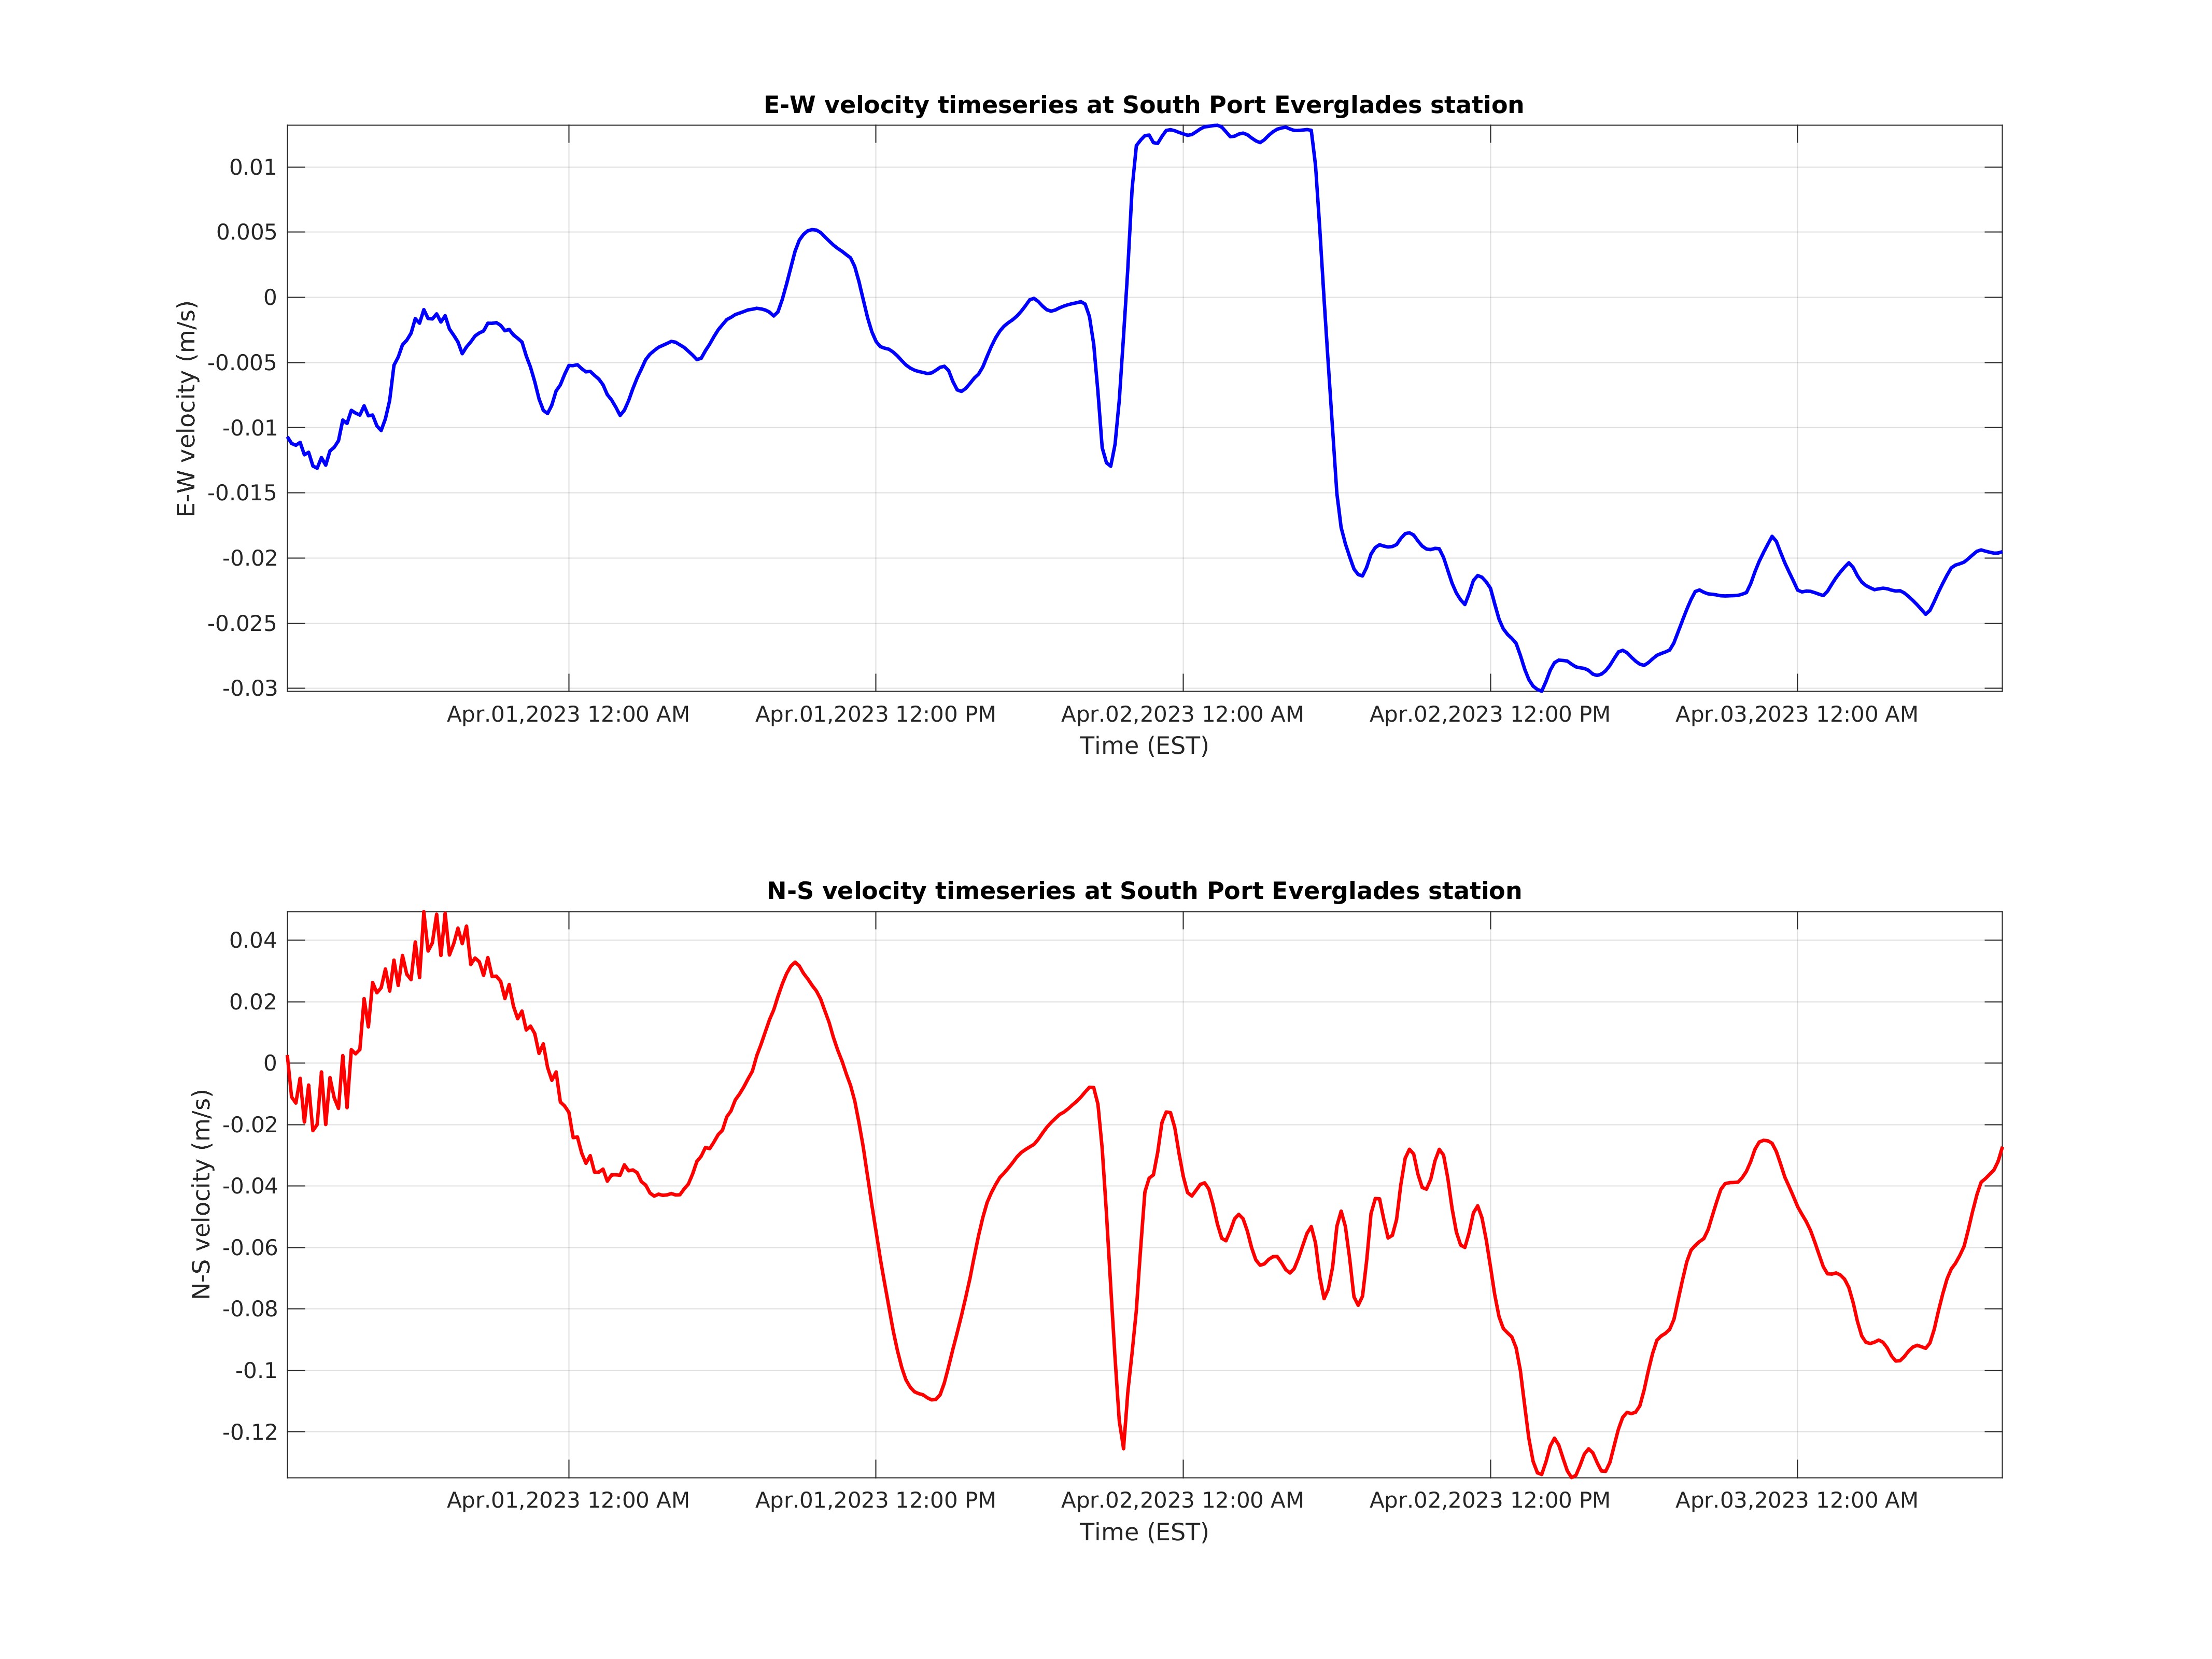 E-W velocity timeseries at South Port Everglades station
0.01
0.005
0
-0.005
-0.01
-0.015
-0.02
-0.025
-0.03
E-W velocity (m/s)
Apr.01,2023 12:00 AM Apr.01,2023 12:00 PM Apr.02,2023 12:00 AM Apr.02,2023 12:00 PM Apr.03,2023 12:00 AM
Time (EST)
N-S velocity timeseries at South Port Everglades station
0.04
0.02
0
-0.02
-0.04
-0.06
-0.08
-0.1
-0.12
N-S velocity (m/s)
Apr.01,2023 12:00 AM Apr.01,2023 12:00 PM Apr.02,2023 12:00 AM Apr.02,2023 12:00 PM Apr.03,2023 12:00 AM
Time (EST)